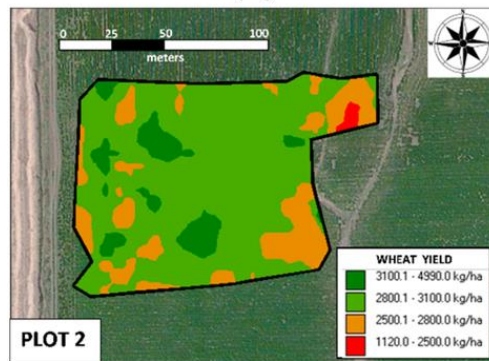 0 25 50 100
meters
WHEAT YIELD
3100.1 - 4990.0 kg/ha
2800.1 - 3100.0 kg/ha
2500.1 - 2800.0 kg/ha
1120.0 - 2500.0 kg/ha
PLOT 2